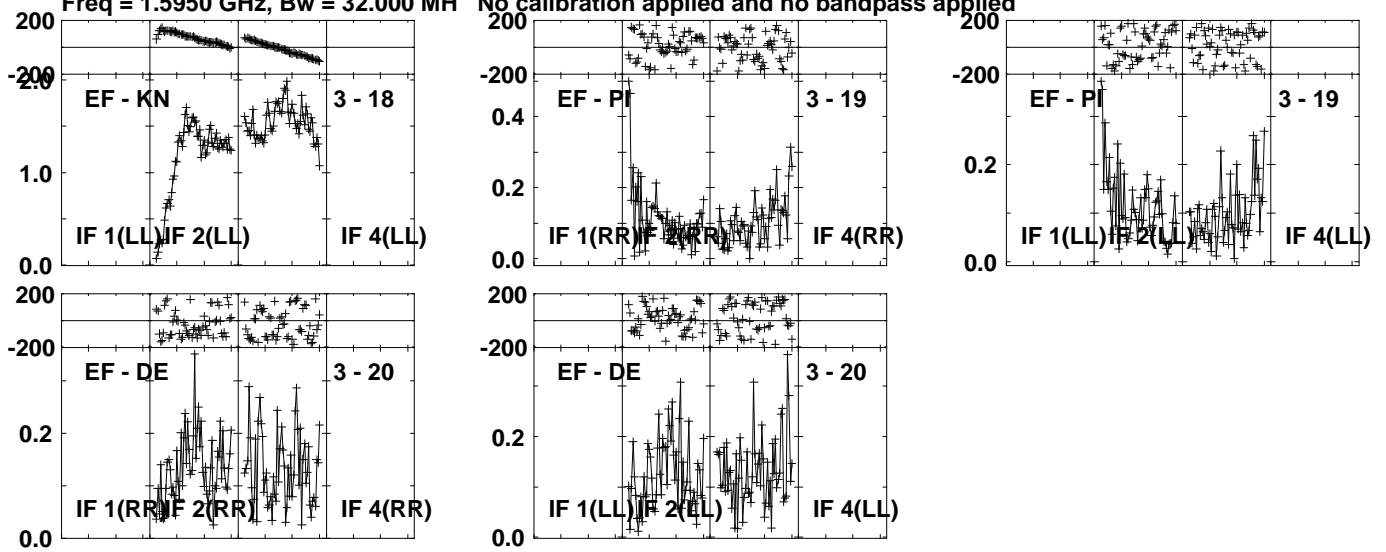 Freq = 1.5950 GHz, Bw = 32.000 MH No calibration applied and no bandpass applied
200
-200
2.0
1.0
0.0
EF - KN 3 - 18
IF 1(LL) IF 2(LL) IF 4(LL)
200
-200
0.4
0.2
0.0
EF - PI 3 - 19
IF 1(RR) IF 2(RR) IF 4(RR)
200
-200
0.2
0.0
EF - PI 3 - 19
IF 1(LL) IF 2(LL) IF 4(LL)
200
-200
0.2
0.0
EF - DE 3 - 20
IF 1(RR) IF 2(RR) IF 4(RR)
200
-200
0.2
0.0
EF - DE 3 - 20
IF 1(LL) IF 2(LL) IF 4(LL)